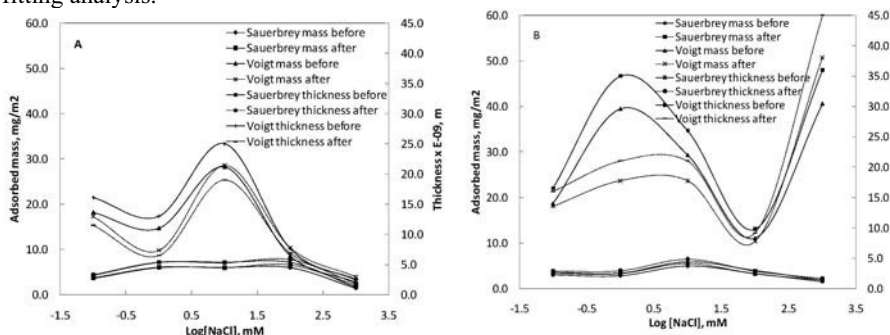 fitting analysis.
A
Sauerbrey mass before
Sauerbrey mass after
Voigt mass before
Voigt mass after
Sauerbrey thickness before
Sauerbrey thickness after
Voigt thickness before
Voigt thickness after
60.0
50.0
40.0
30.0
20.0
10.0
0.0
Adsorbed mass, mg/m2
45.0
40.0
35.0
30.0
25.0
20.0
15.0
10.0
5.0
0.0
Thickness x E-09, m
-1.5 -0.5 0.5 1.5 2.5 3.5
Log[NaCl], mM
B
Sauerbrey mass before
Sauerbrey mass after
Voigt mass before
Voigt mass after
Sauerbrey thickness before
Sauerbrey thickness after
Voigt thickness before
Voigt thickness after
60.0
50.0
40.0
30.0
20.0
10.0
0.0
Adsorbed mass, mg/m2
45.0
40.0
35.0
30.0
25.0
20.0
15.0
10.0
5.0
0.0
-1.5 -0.5 0.5 1.5 2.5 3.5
Log [NaCl], mM